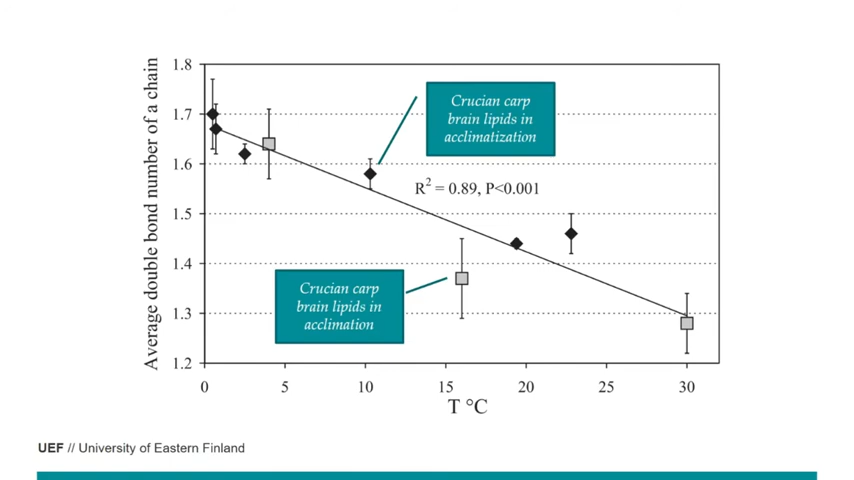 Average double bond number of a chain
1.8
1.7
1.6
1.5
1.4
1.3
1.2
Crucian carp
brain lipids in
acclimatization
R² = 0.89, P<0.001
Crucian carp
brain lipids in
acclimation
0 5 10 15 20 25 30
T °C
UEF // University of Eastern Finland